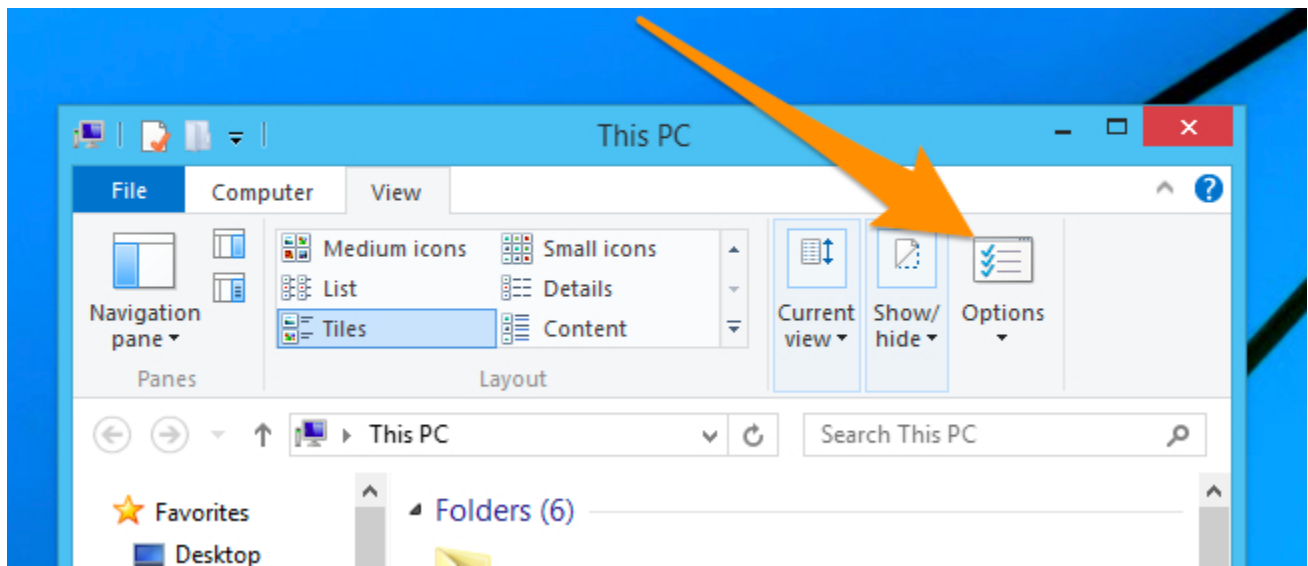 This PC
File
Computer
View
Medium icons
Small icons
List
Details
Tiles
Content
Navigation
pane
Current
view
Show/
hide
Options
Panes
Layout
This PC
Search This PC
Favorites
Folders (6)
Desktop